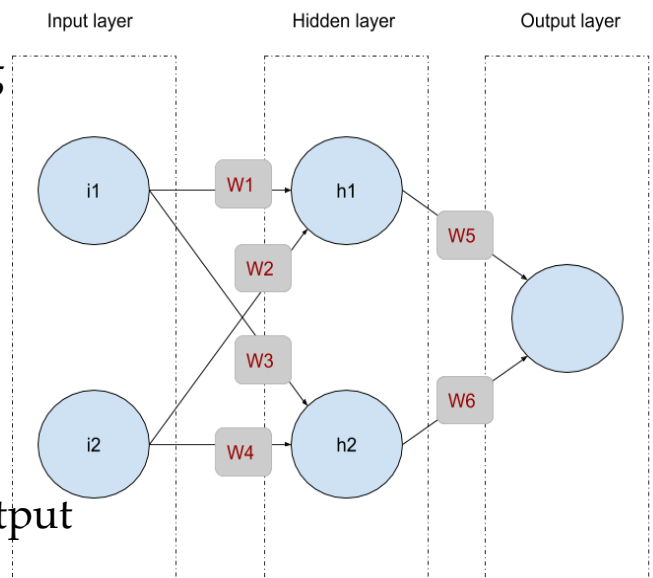 Input layer Hidden layer Output layer
i1 W1 h1
W5
W2
W3
W6
i2 W4 h2
tput